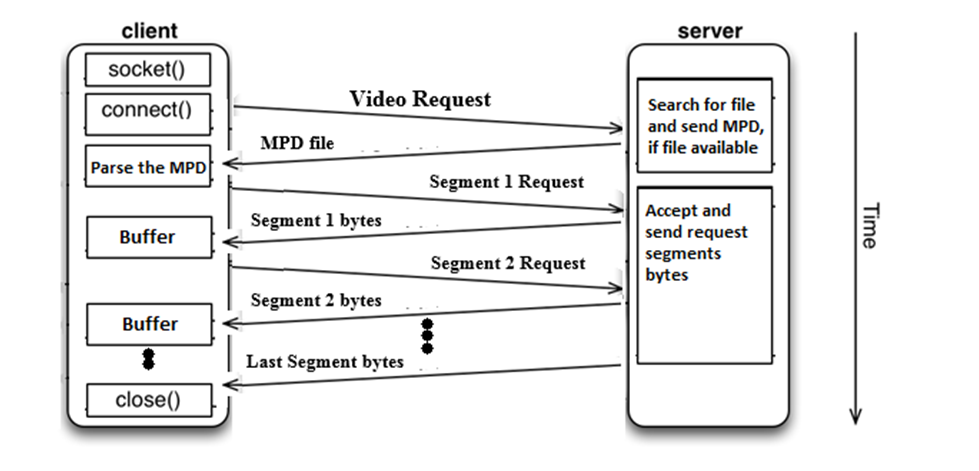 client
server
socket()
connect()
Video Request
Search for file
and send MPD,
if file available
MPD file
Parse the MPD
Segment 1 Request
Segment 1 bytes
Accept and
send request
segments
bytes
Buffer
Segment 2 Request
Segment 2 bytes
Buffer
Last Segment bytes
close()
Time